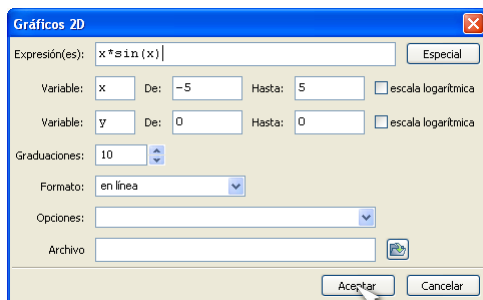 Gráficos 2D
Expresión(es): x*sin(x) Especial
Variable: x De: -5 Hasta: 5 escala logarítmica
Variable: y De: 0 Hasta: 0 escala logarítmica
Graduaciones: 10
Formato: en línea
Opciones:
Archivo
Aceptar Cancelar